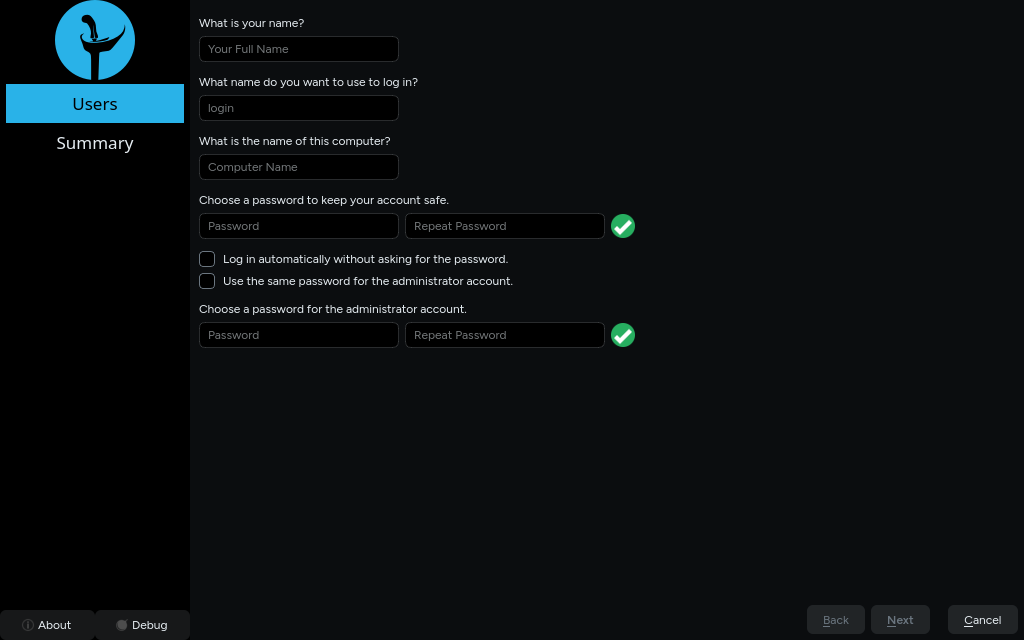 What is your name?
Your Full Name
What name do you want to use to log in?
login
Users
What is the name of this computer?
Summary
Computer Name
Choose a password to keep your account safe.
Password Repeat Password
Log in automatically without asking for the password.
Use the same password for the administrator account.
Choose a password for the administrator account.
Password Repeat Password
About Debug Back Next Cancel